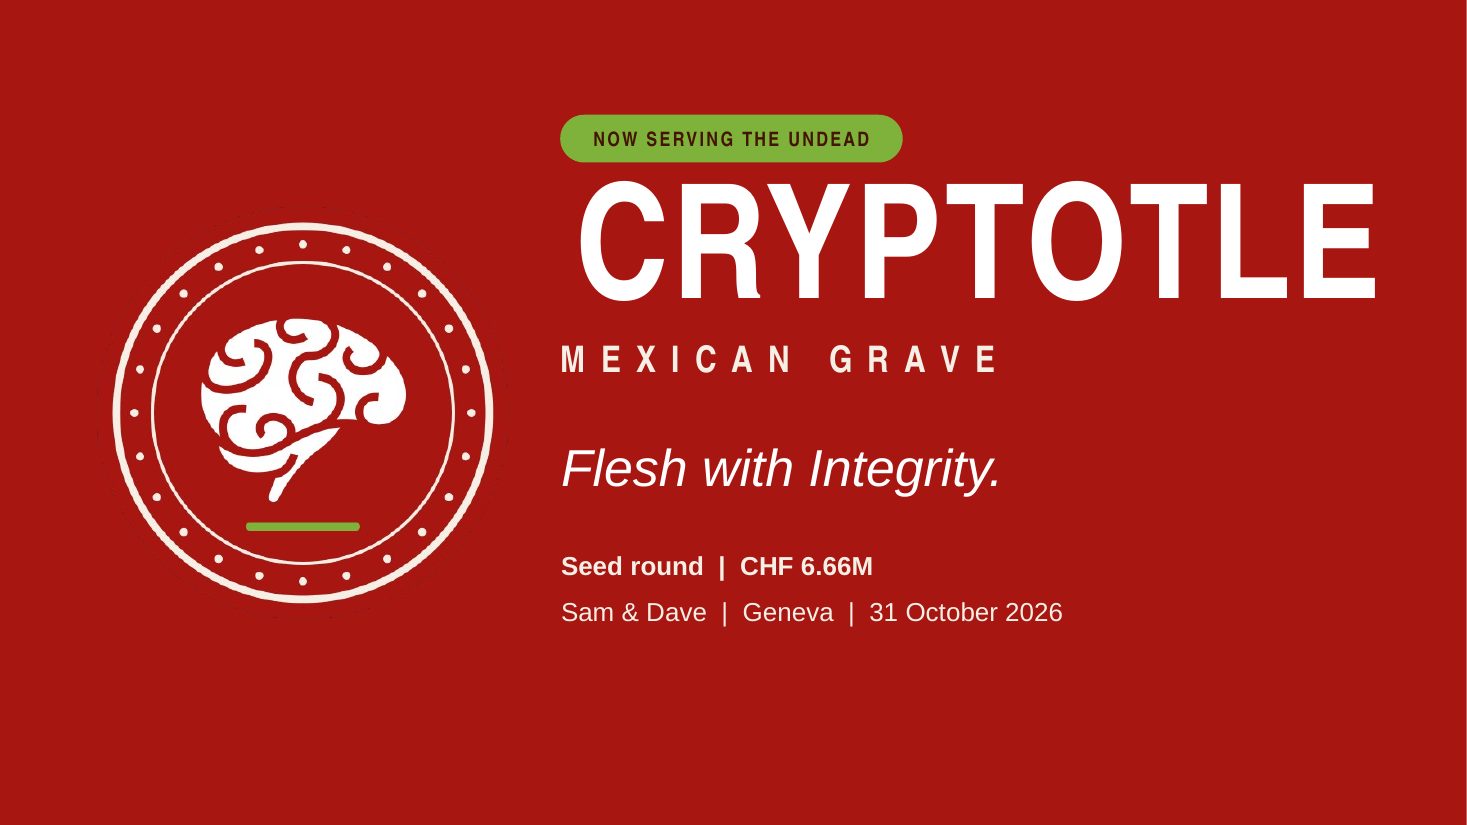 NOW SERVING THE UNDEAD
CRYPTOTLE
MEXICAN GRAVE
Flesh with Integrity.
Seed round | CHF 6.66M
Sam & Dave | Geneva | 31 October 2026